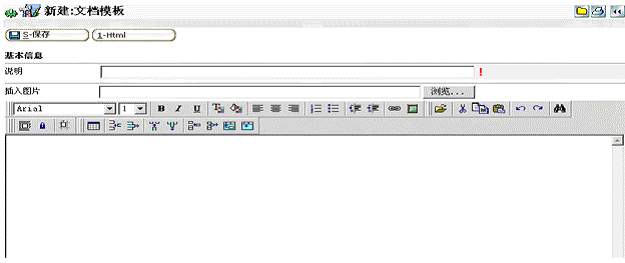 新建:文档模板
S-保存 1-Html
基本信息
说明 !
插入图片 浏览...
Arial 1 B I U